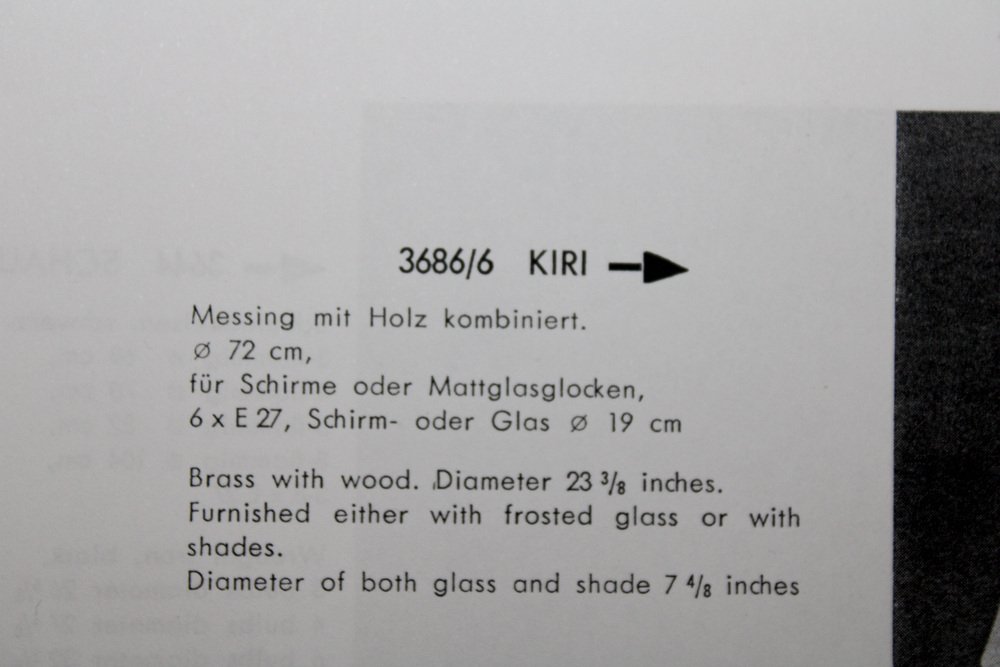 3686/6 KIRI
Messing mit Holz kombiniert.
∅ 72 cm,
für Schirme oder Mattglasglocken,
6 x E 27, Schirm- oder Glas ∅ 19 cm
Brass with wood. Diameter 23 3/8 inches.
Furnished either with frosted glass or with
shades.
Diameter of both glass and shade 7 4/8 inches